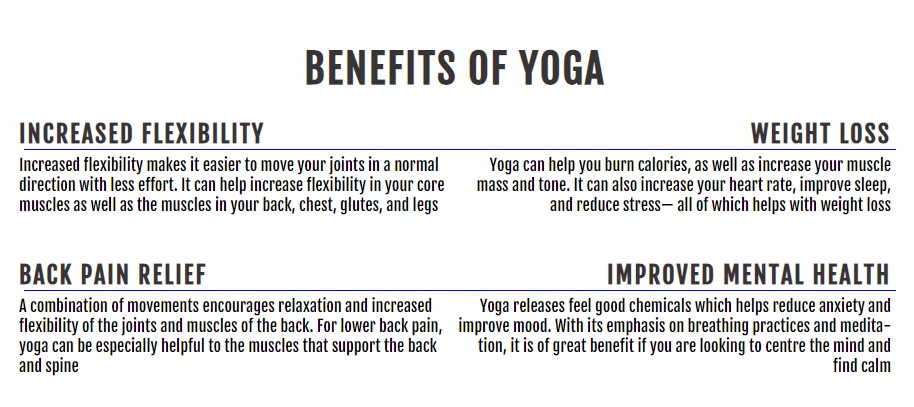 BENEFITS OF YOGA
INCREASED FLEXIBILITY
Increased flexibility makes it easier to move your joints in a normal
direction with less effort. It can help increase flexibility in your core
muscles as well as the muscles in your back, chest, glutes, and legs
WEIGHT LOSS
Yoga can help you burn calories, as well as increase your muscle
mass and tone. It can also increase your heart rate, improve sleep,
and reduce stress— all of which helps with weight loss
BACK PAIN RELIEF
A combination of movements encourages relaxation and increased
flexibility of the joints and muscles of the back. For lower back pain,
yoga can be especially helpful to the muscles that support the back
and spine
IMPROVED MENTAL HEALTH
Yoga releases feel good chemicals which helps reduce anxiety and
improve mood. With its emphasis on breathing practices and medita-
tion, it is of great benefit if you are looking to centre the mind and
find calm